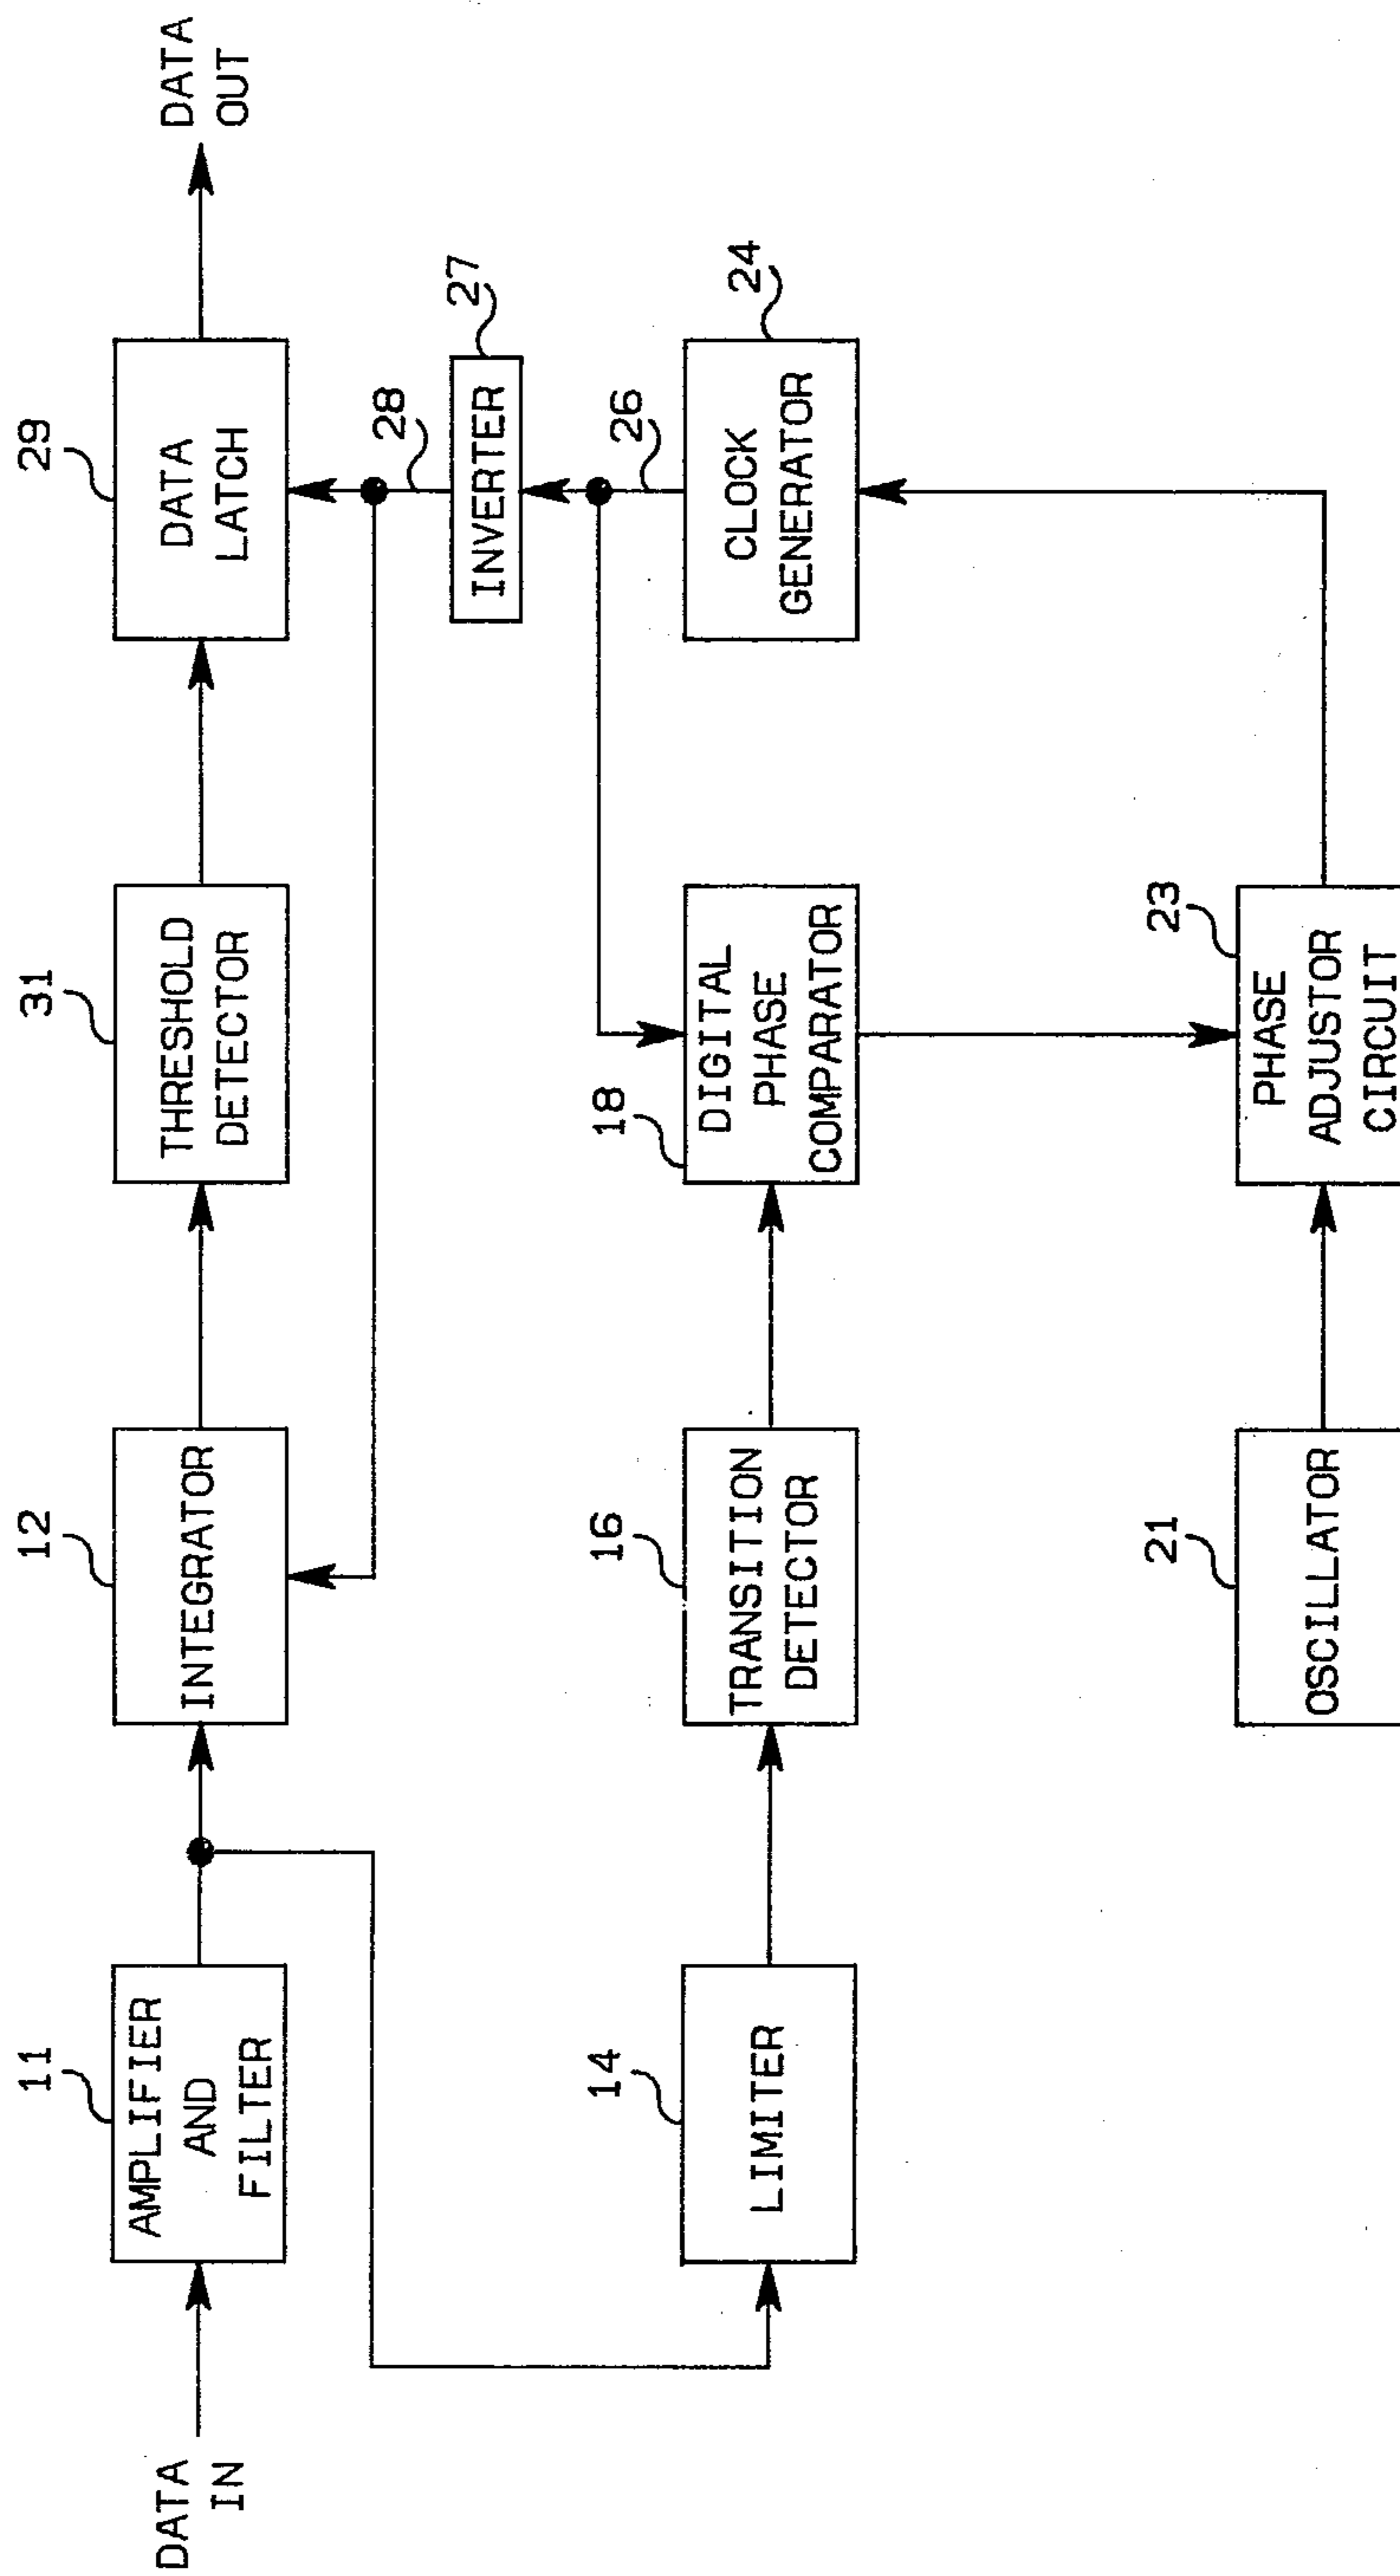 DATA
IN
11
AMPLIFIER
AND
FILTER
12
INTEGRATOR
31
THRESHOLD
DETECTOR
29
DATA
LATCH
DATA
OUT
28
27
INVERTER
26
14
LIMITER
16
TRANSITION
DETECTOR
18
DIGITAL
PHASE
COMPARATOR
24
CLOCK
GENERATOR
21
OSCILLATOR
23
PHASE
ADJUSTOR
CIRCUIT